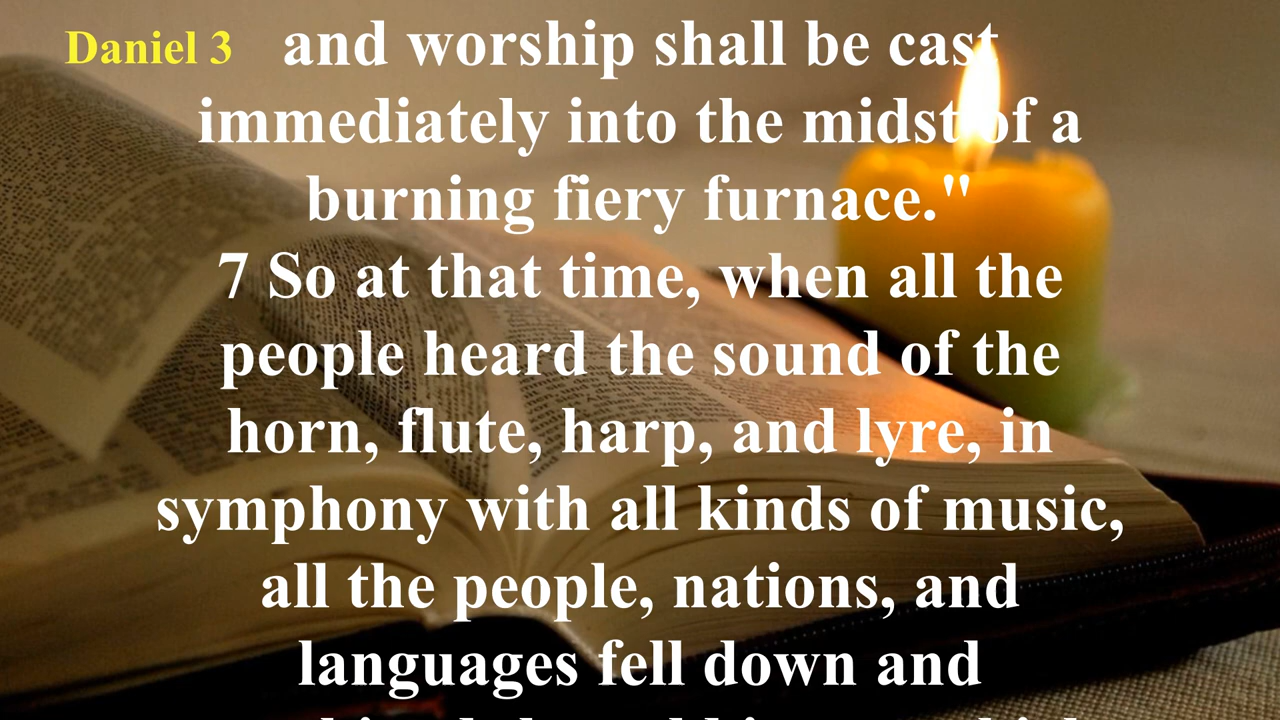 Daniel 3
and worship shall be cast
immediately into the midst of a
burning fiery furnace."
7 So at that time, when all the
people heard the sound of the
horn, flute, harp, and lyre, in
symphony with all kinds of music,
all the people, nations, and
languages fell down and